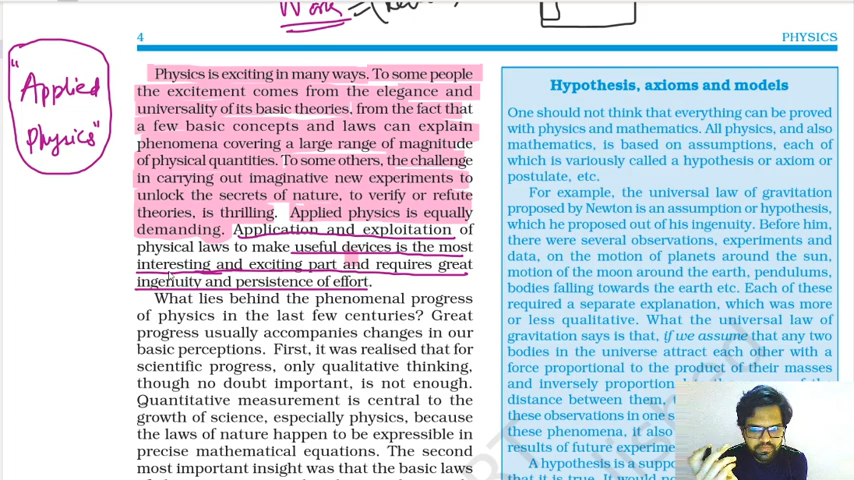 Work =
4
PHYSICS
"Applied
Physics"
Physics is exciting in many ways. To some people
the excitement comes from the elegance and
universality of its basic theories, from the fact that
a few basic concepts and laws can explain
phenomena covering a large range of magnitude
of physical quantities. To some others, the challenge
in carrying out imaginative new experiments to
unlock the secrets of nature, to verify or refute
theories, is thrilling. Applied physics is equally
demanding. Application and exploitation of
physical laws to make useful devices is the most
interesting and exciting part and requires great
ingenuity and persistence of effort.
What lies behind the phenomenal progress
of physics in the last few centuries? Great
progress usually accompanies changes in our
basic perceptions. First, it was realised that for
scientific progress, only qualitative thinking,
though no doubt important, is not enough.
Quantitative measurement is central to the
growth of science, especially physics, because
the laws of nature happen to be expressible in
precise mathematical equations. The second
most important insight was that the basic laws
Hypothesis, axioms and models
One should not think that everything can be proved
with physics and mathematics. All physics, and also
mathematics, is based on assumptions, each of
which is variously called a hypothesis or axiom or
postulate, etc.
For example, the universal law of gravitation
proposed by Newton is an assumption or hypothesis,
which he proposed out of his ingenuity. Before him,
there were several observations, experiments and
data, on the motion of planets around the sun,
motion of the moon around the earth, pendulums,
bodies falling towards the earth etc. Each of these
required a separate explanation, which was more
or less qualitative. What the universal law of
gravitation says is that, if we assume that any two
bodies in the universe attract each other with a
force proportional to the product of their masses
and inversely proportional
distance between them,
these observations in one
these phenomena, it also
results of future
A hypothesis is a
that it is true. It would